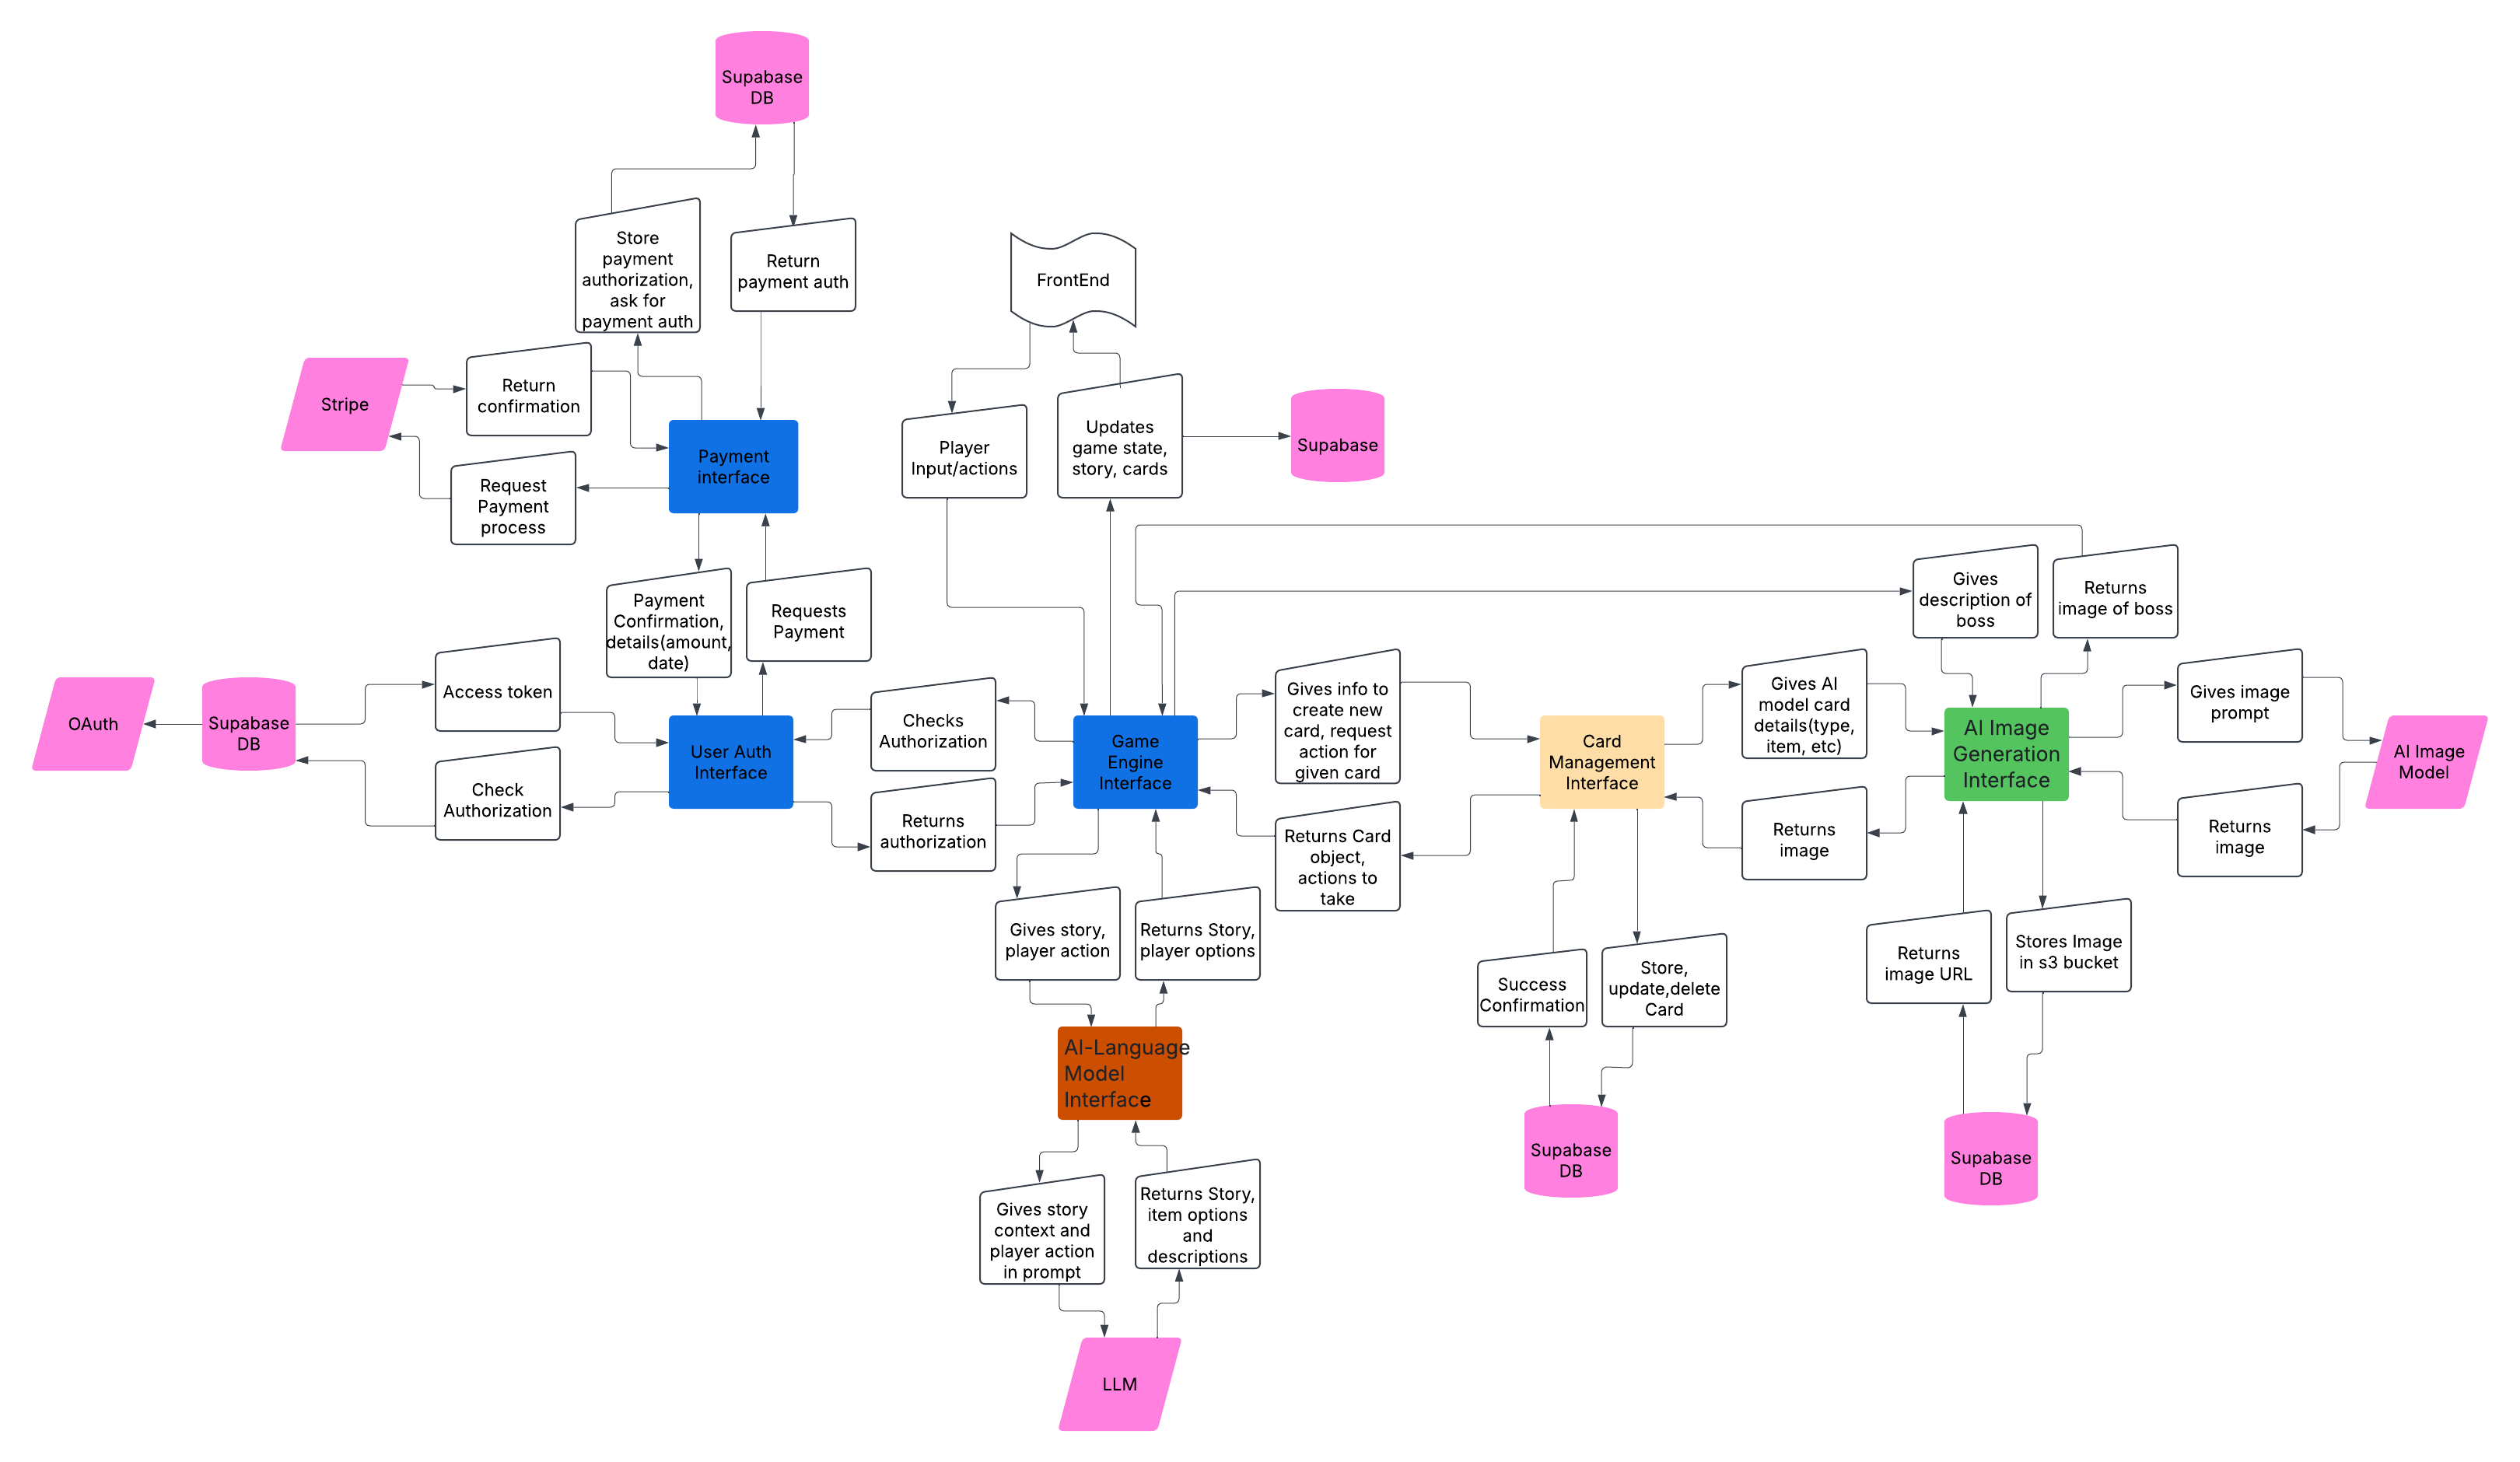 Supabase
DB
Store
payment
authorization,
ask for
payment auth
Return
payment auth
FrontEnd
Stripe
Return
confirmation
Request
Payment
process
Payment
interface
Player
Input/actions
Updates
game state,
story, cards
Supabase
Payment
Confirmation,
details(amount,
date)
Requests
Payment
Gives
description of
boss
Returns
image of boss
OAuth
Supabase
DB
Access token
Check
Authorization
User Auth
Interface
Checks
Authorization
Returns
authorization
Game
Engine
Interface
Gives info to
create new
card, request
action for
given card
Returns Card
object,
actions to
take
Card
Management
Interface
Gives AI
model card
details(type,
item, etc)
Returns
image
AI Image
Generation
Interface
Gives image
prompt
Returns
image
AI Image
Model
Gives story,
player action
Returns Story,
player options
Success
Confirmation
Store,
update,delete
Card
Returns
image URL
Stores Image
in s3 bucket
AI-Language
Model
Interface
Supabase
DB
Supabase
DB
Gives story
context and
player action
in prompt
Returns Story,
item options
and
descriptions
LLM